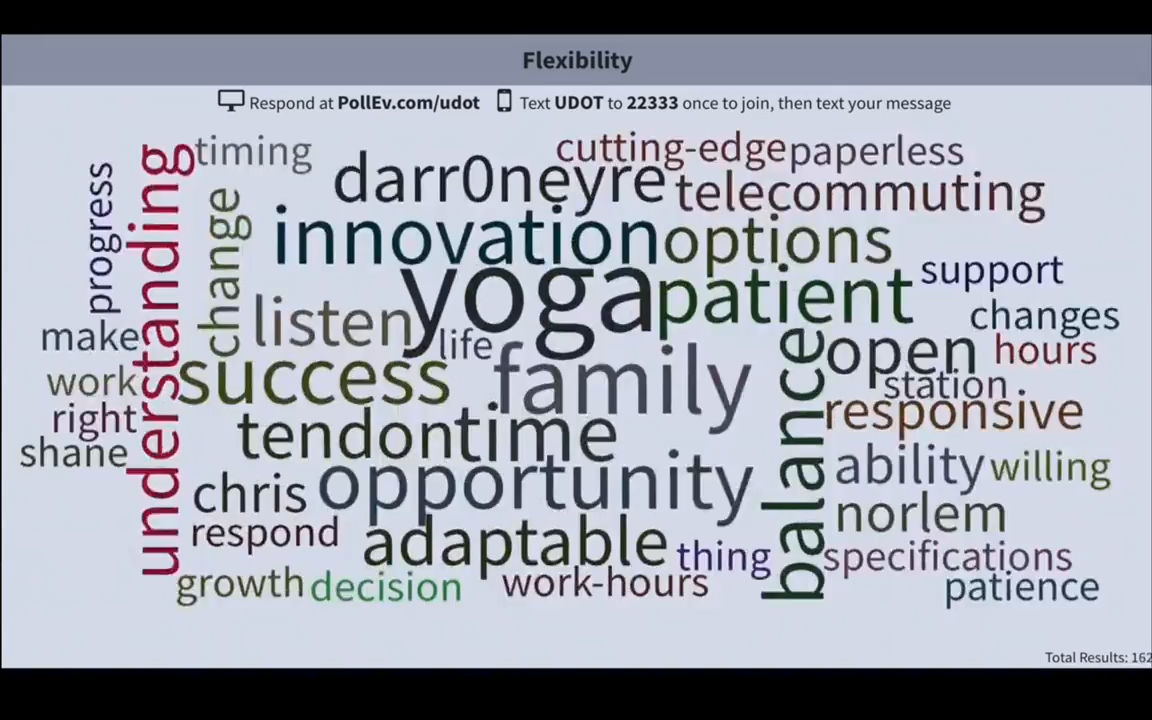 Flexibility
Respond at PollEv.com/udot Text UDOT to 22333 once to join, then text your message
timing
cutting-edge
paperless
progress
understanding
change
darr0neyre
telecommuting
innovation
options
yoga
patient
support
listen
changes
make
life
open
hours
work
success
family
station
right
responsive
shane
tendon
time
balance
ability
willing
chris
opportunity
norlem
respond
adaptable
thing
specifications
growth
decision
work-hours
patience
Total Results: 162